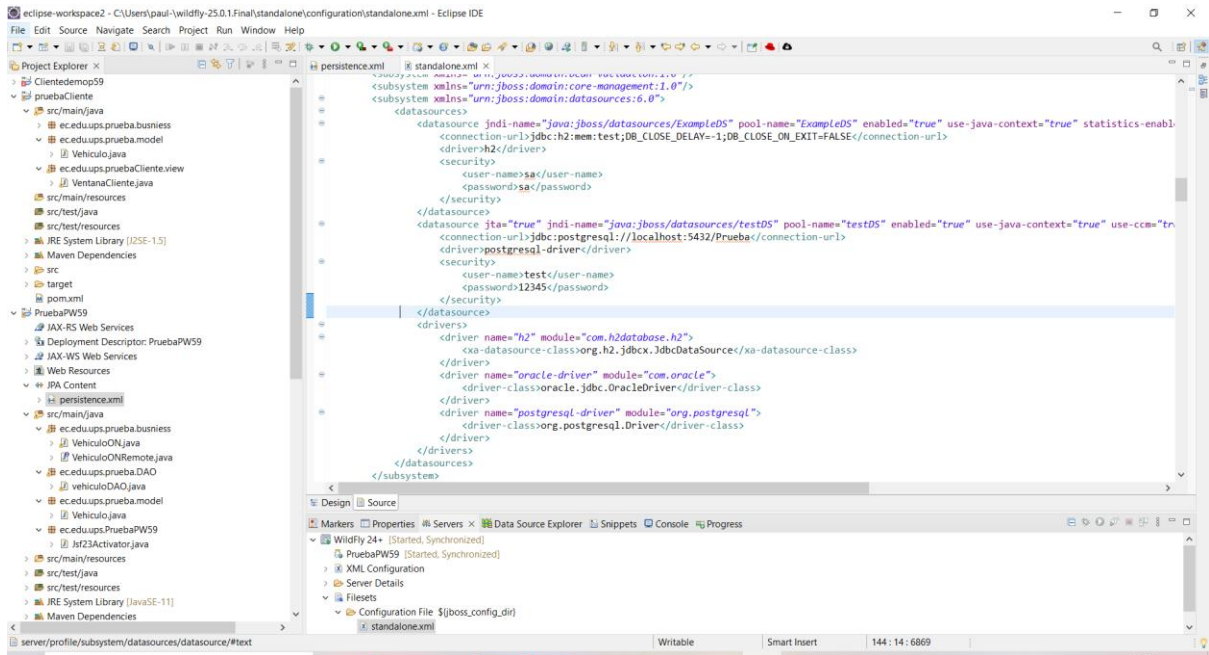 eclipse-workspace2 - C:\Users\paul-\wildfly-25.0.1.Final\standalone\configuration\standalone.xml - Eclipse IDE
File Edit Source Navigate Search Project Run Window Help
Project Explorer
persistence.xml
standalone.xml
Clientedemop59
pruebaCliente
src/main/java
ec.edu.ups.prueba.busniess
ec.edu.ups.prueba.model
Vehiculo.java
ec.edu.ups.pruebaCliente.view
VentanaCliente.java
src/main/resources
src/test/java
src/test/resources
JRE System Library [J2SE-1.5]
Maven Dependencies
src
target
pom.xml
PruebaPW59
JAX-RS Web Services
Deployment Descriptor: PruebaPW59
JAX-WS Web Services
Web Resources
JPA Content
persistence.xml
src/main/java
ec.edu.ups.prueba.busniess
VehiculoON.java
VehiculoONRemote.java
ec.edu.ups.prueba.DAO
vehiculoDAO.java
ec.edu.ups.prueba.model
Vehiculo.java
ec.edu.ups.PruebaPW59
Jsf23Activator.java
src/main/resources
src/test/java
src/test/resources
JRE System Library [JavaSE-11]
Maven Dependencies
<subsystem xmlns="urn:jboss:domain:bean-validation:1.0"/>
<subsystem xmlns="urn:jboss:domain:core-management:1.0"/>
<subsystem xmlns="urn:jboss:domain:datasources:6.0">
<datasources>
<datasource jndi-name="java:jboss/datasources/ExampleDS" pool-name="ExampleDS" enabled="true" use-java-context="true" statistics-enabl
<connection-url>jdbc:h2:mem:test;DB_CLOSE_DELAY=-1;DB_CLOSE_ON_EXIT=FALSE</connection-url>
<driver>h2</driver>
<security>
<user-name>sa</user-name>
<password>sa</password>
</security>
</datasource>
<datasource jta="true" jndi-name="java:jboss/datasources/testDS" pool-name="testDS" enabled="true" use-java-context="true" use-ccm="tr
<connection-url>jdbc:postgresql://localhost:5432/Prueba</connection-url>
<driver>postgresql-driver</driver>
<security>
<user-name>test</user-name>
<password>12345</password>
</security>
</datasource>
<drivers>
<driver name="h2" module="com.h2database.h2">
<xa-datasource-class>org.h2.jdbcx.JdbcDataSource</xa-datasource-class>
</driver>
<driver name="oracle-driver" module="com.oracle">
<driver-class>oracle.jdbc.OracleDriver</driver-class>
</driver>
<driver name="postgresql-driver" module="org.postgresql">
<driver-class>org.postgresql.Driver</driver-class>
</driver>
</drivers>
</datasources>
</subsystem>
Design Source
Markers Properties Servers Data Source Explorer Snippets Console Progress
WildFly 24+ [Started, Synchronized]
PruebaPW59 [Started, Synchronized]
XML Configuration
Server Details
Filesets
Configuration File ${jboss_config_dir}
standalone.xml
server/profile/subsystem/datasources/datasource/#text
Writable
Smart Insert
144 : 14 : 6869